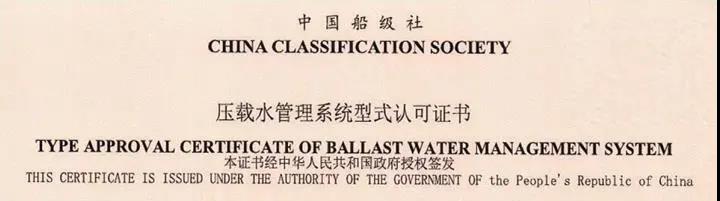 中国船级社
CHINA CLASSIFICATION SOCIETY
压载水管理系统型式认可证书
TYPE APPROVAL CERTIFICATE OF BALLAST WATER MANAGEMENT SYSTEM
本证书经中华人民共和国政府授权签发
THIS CERTIFICATE IS ISSUED UNDER THE AUTHORITY OF THE GOVERNMENT OF the People's Republic of China